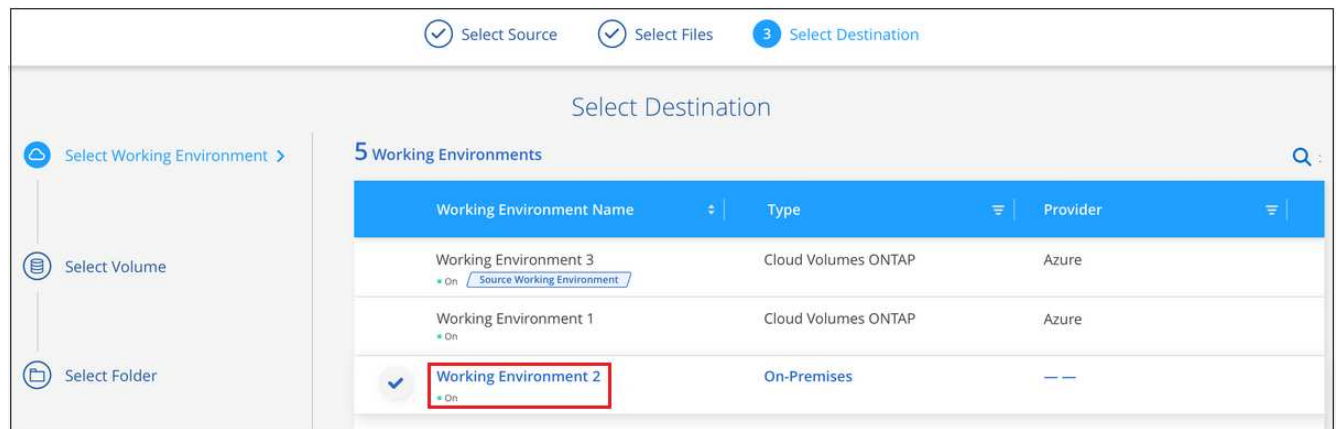 Select Source
Select Files
3 Select Destination
Select Destination
Select Working Environment
Select Volume
Select Folder
5 Working Environments
Working Environment Name Type Provider
Working Environment 3 Cloud Volumes ONTAP Azure
On Source Working Environment
Working Environment 1 Cloud Volumes ONTAP Azure
On
Working Environment 2 On-Premises — —
On